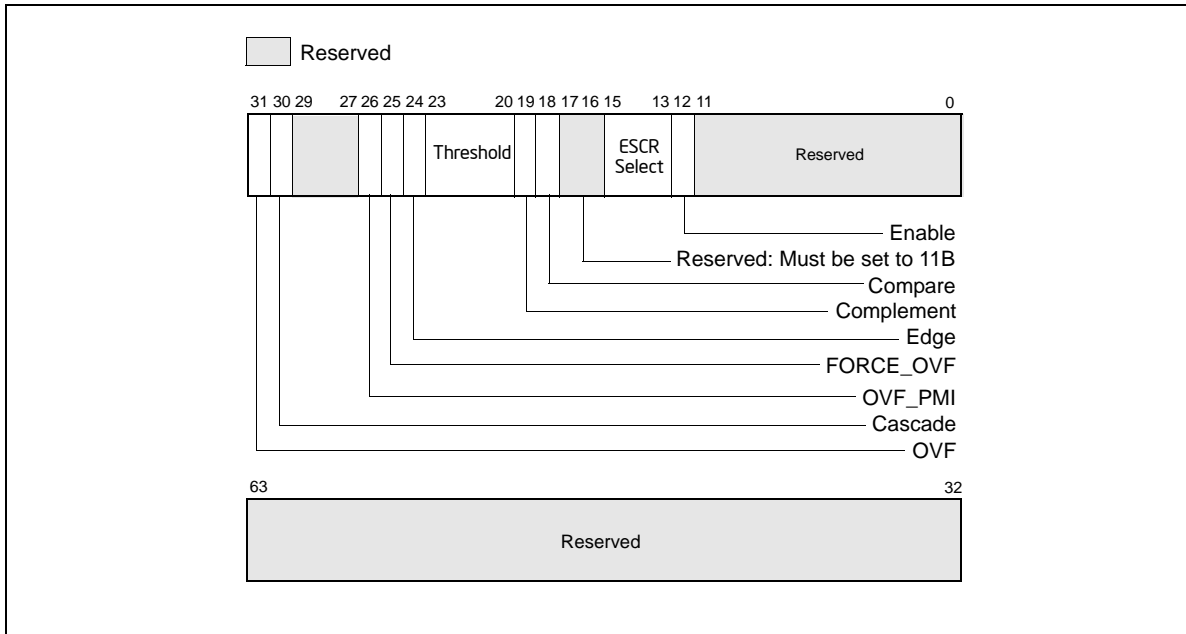 Reserved
31 30 29 27 26 25 24 23 20 19 18 17 16 15 13 12 11 0
Threshold
ESCR
Select
Reserved
Enable
Reserved: Must be set to 11B
Compare
Complement
Edge
FORCE_OVF
OVF_PMI
Cascade
OVF
63 32
Reserved